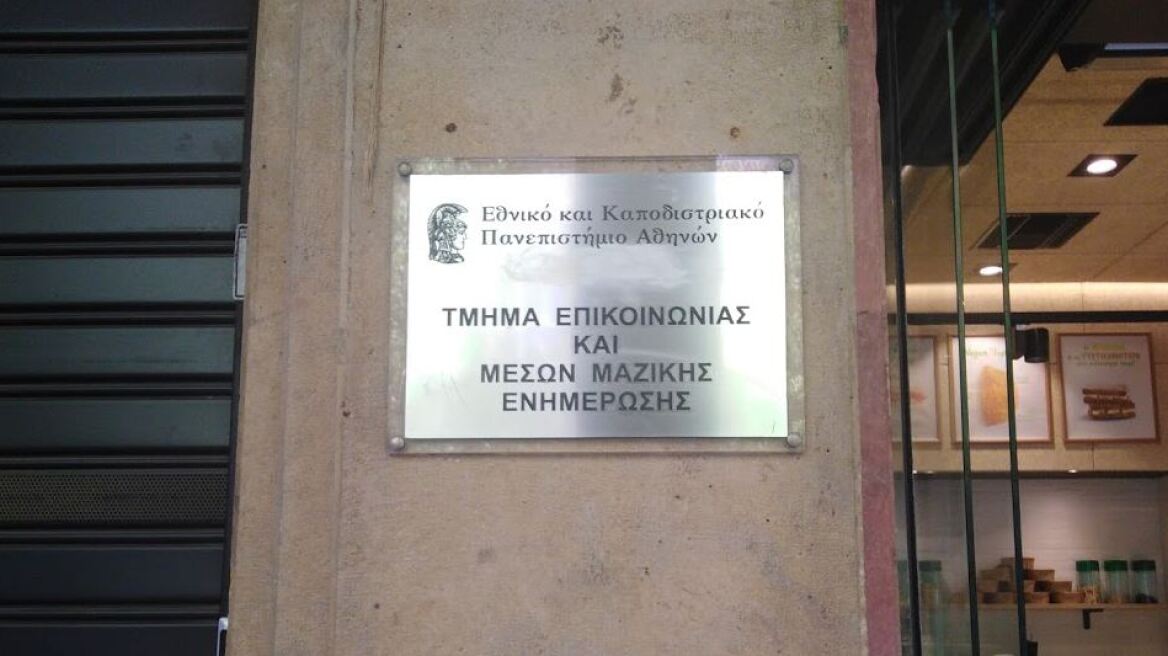 Εθνικό και Καποδιστριακό
Πανεπιστήμιο Αθηνών
ΤΜΗΜΑ ΕΠΙΚΟΙΝΩΝΙΑΣ
ΚΑΙ
ΜΕΣΩΝ ΜΑΖΙΚΗΣ
ΕΝΗΜΕΡΩΣΗΣ